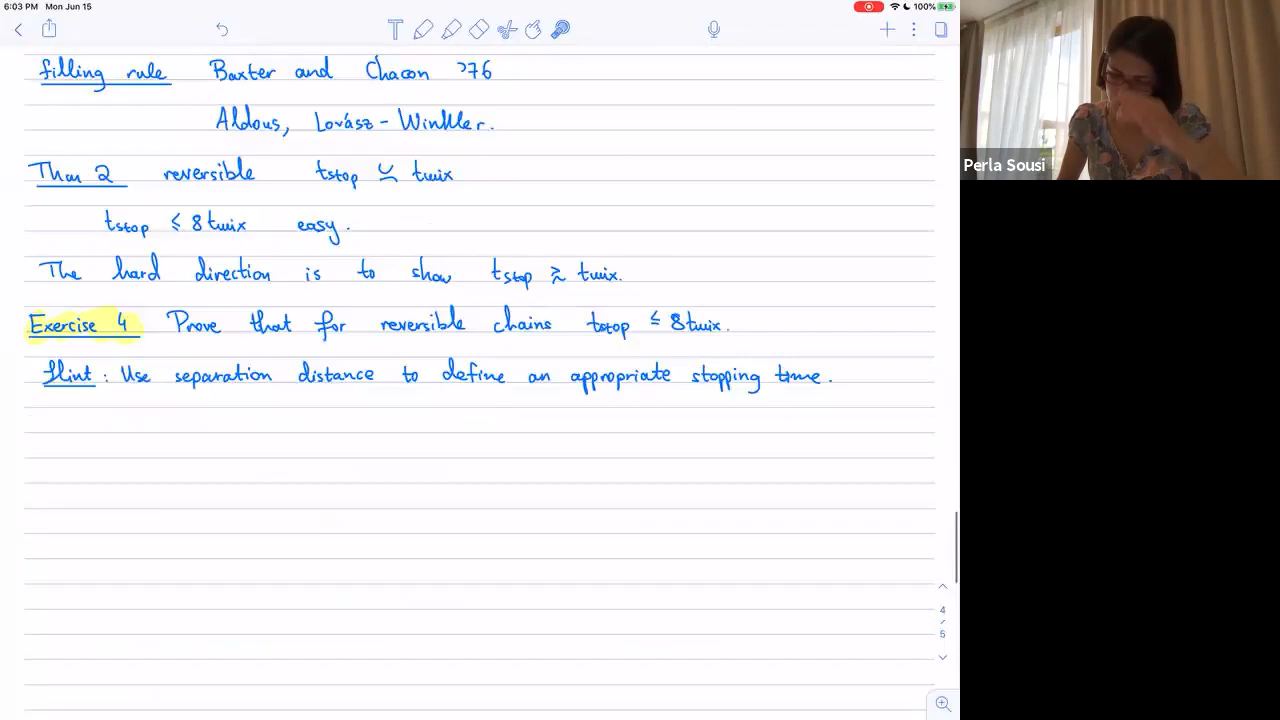 6:03 PM Mon Jun 15
100%
filling rule Baxter and Chacon '76
Aldous, Lovász - Winkler.
Thm 2 reversible tstop ≍ tmix
tstop ≤ 8 tmix easy.
The hard direction is to show tstop ≳ tmix.
Exercise 4 Prove that for reversible chains tstop ≤ 8 tmix.
Hint: Use separation distance to define an appropriate stopping time.
Perla Sousi
4
/
5